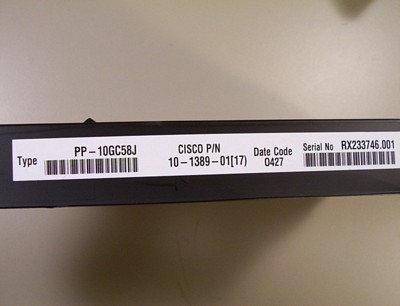 Type PP-10GC58J
CISCO P/N
10-1389-01[17]
Date Code
0427
Serial No RX233746.001